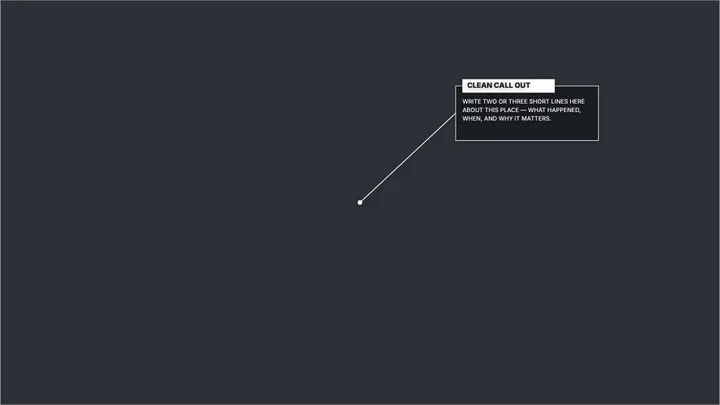 CLEAN CALL OUT
WRITE TWO OR THREE SHORT LINES HERE
ABOUT THIS PLACE — WHAT HAPPENED,
WHEN, AND WHY IT MATTERS.